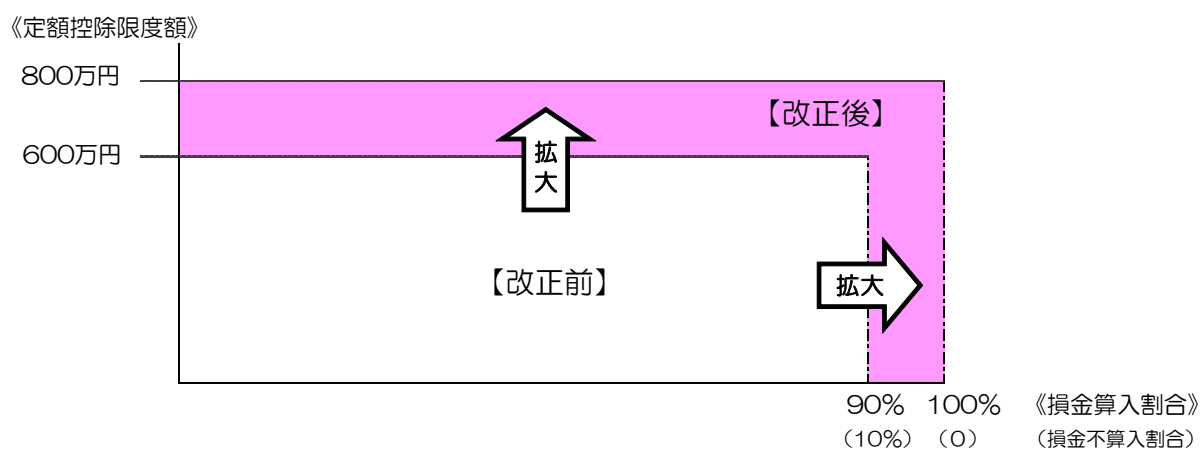 《定額控除限度額》
800万円
【改正後】
600万円
拡
大
【改正前】
拡大
90% 100% 《損金算入割合》
(10%) (0) (損金不算入割合)